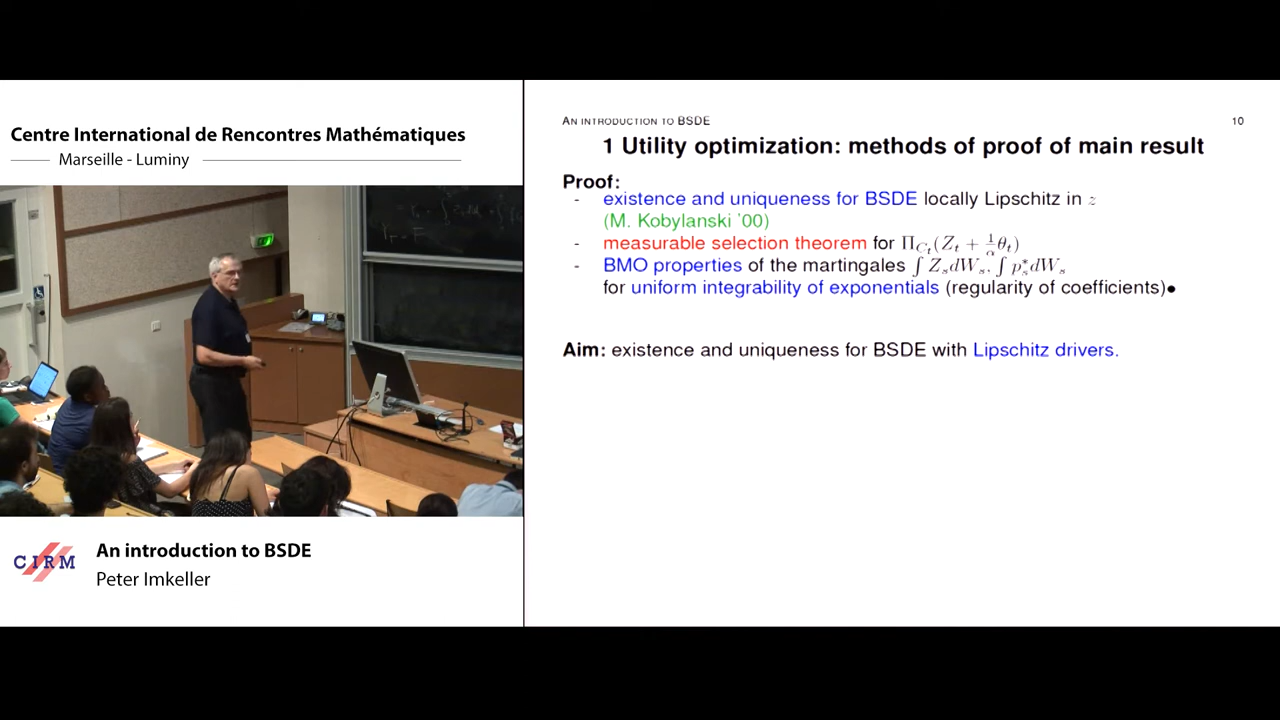 Centre International de Rencontres Mathématiques
Marseille - Luminy
CIRM
An introduction to BSDE
Peter Imkeller
AN INTRODUCTION TO BSDE 10
1 Utility optimization: methods of proof of main result
Proof:
- existence and uniqueness for BSDE locally Lipschitz in z
(M. Kobylanski '00)
- measurable selection theorem for Π_{C_t}(Z_t + 1/α θ_t)
- BMO properties of the martingales ∫ Z_s dW_s, ∫ p*_s dW_s
for uniform integrability of exponentials (regularity of coefficients)•
Aim: existence and uniqueness for BSDE with Lipschitz drivers.